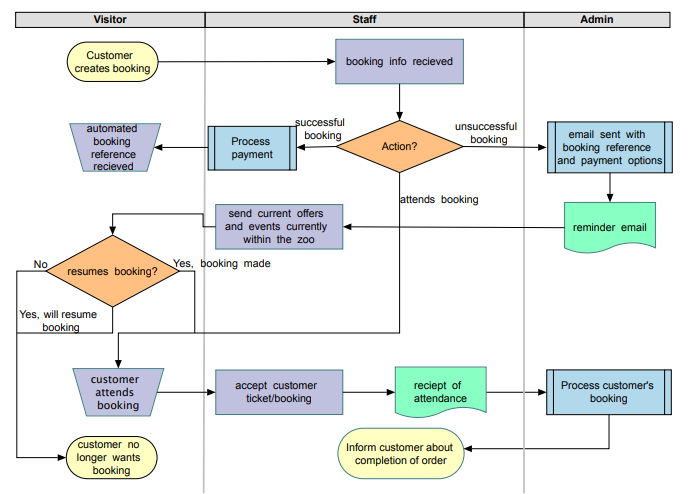 Visitor
Staff
Admin
Customer
creates booking
booking info recieved
automated
booking
reference
recieved
Process
payment
successful
booking
Action?
unsuccessful
booking
email sent with
booking reference
and payment options
attends booking
send current offers
and events currently
within the zoo
reminder email
No
resumes booking?
Yes, booking made
Yes, will resume
booking
customer
attends
booking
accept customer
ticket/booking
reciept of
attendance
Process customer's
booking
customer no
longer wants
booking
Inform customer about
completion of order